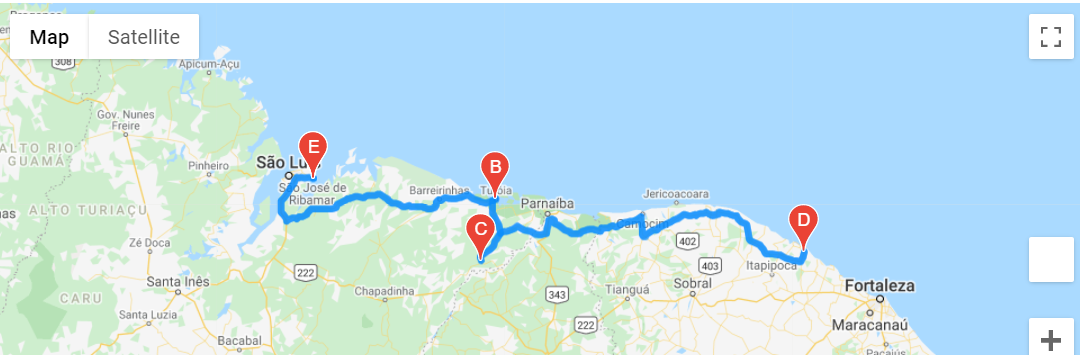 Map
Satellite
308
Apicum-Açu
Gov. Nunes
Freire
ALTO RIO
GUAMÁ
E
B
Pinheiro
São Luís
São José de
Ribamar
Barreirinhas
Tutóia
Jericoacoara
Parnaíba
ALTO TURIAÇU
C
Camocim
D
Zé Doca
402
403
Itapipoca
222
Santa Inês
Chapadinha
343
Tianguá
Sobral
Fortaleza
CARU
Santa Luzia
222
Maracanaú
Bacabal
Pacajús
+